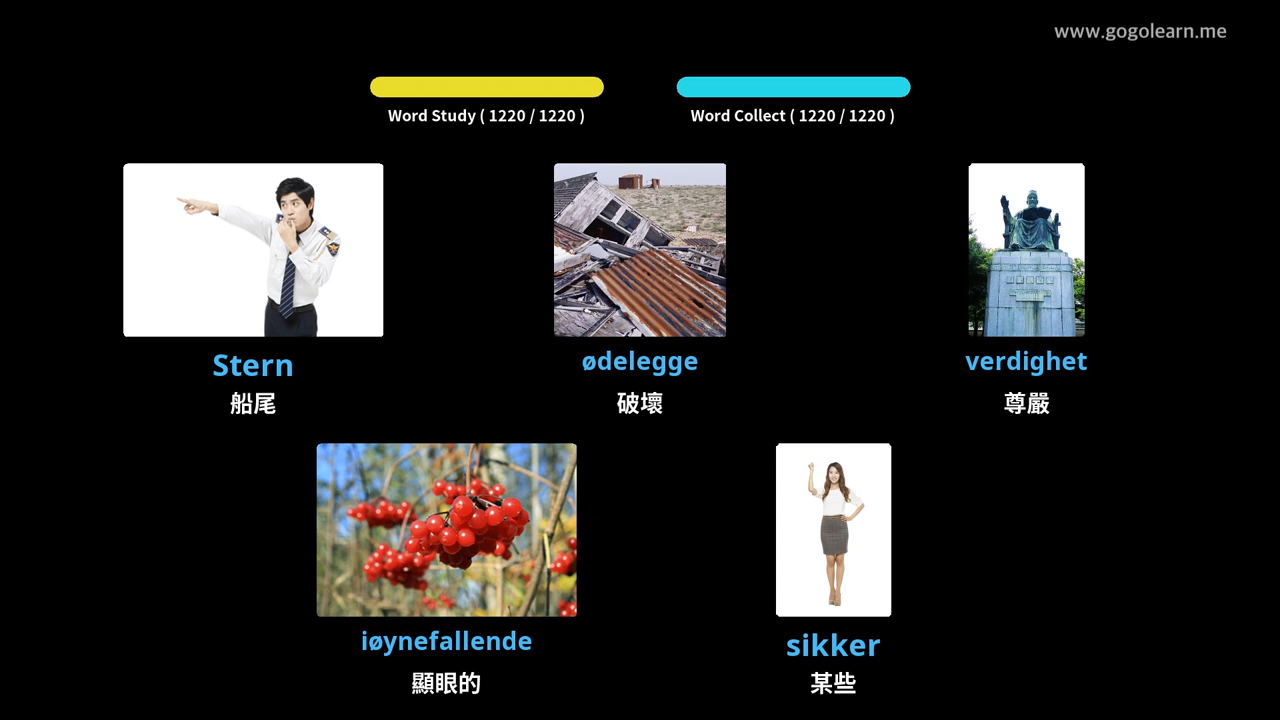 www.gogolearn.me
Word Study ( 1220 / 1220 )
Word Collect ( 1220 / 1220 )
Stern
船尾
ødelegge
破壞
verdighet
尊嚴
iøynefallende
顯眼的
sikker
某些